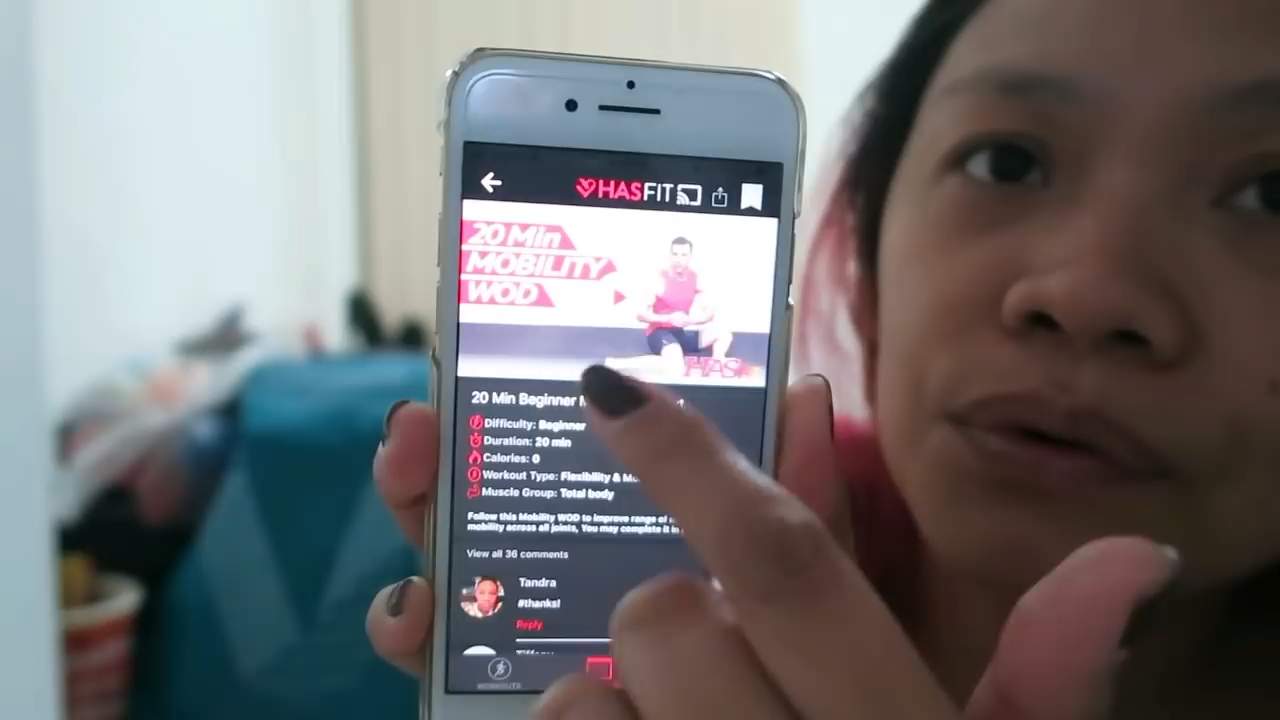 HASFIT
20 Min
MOBILITY
WOD
HAS
20 Min Beginner
Difficulty: Beginner
Duration: 20 min
Calories: 0
Workout Type: Flexibility &
Muscle Group: Total body
Follow this Mobility WOD to improve range of
mobility across all joints, You may complete it in
View all 36 comments
Tandra
#thanks!
Reply
WORKOUTS